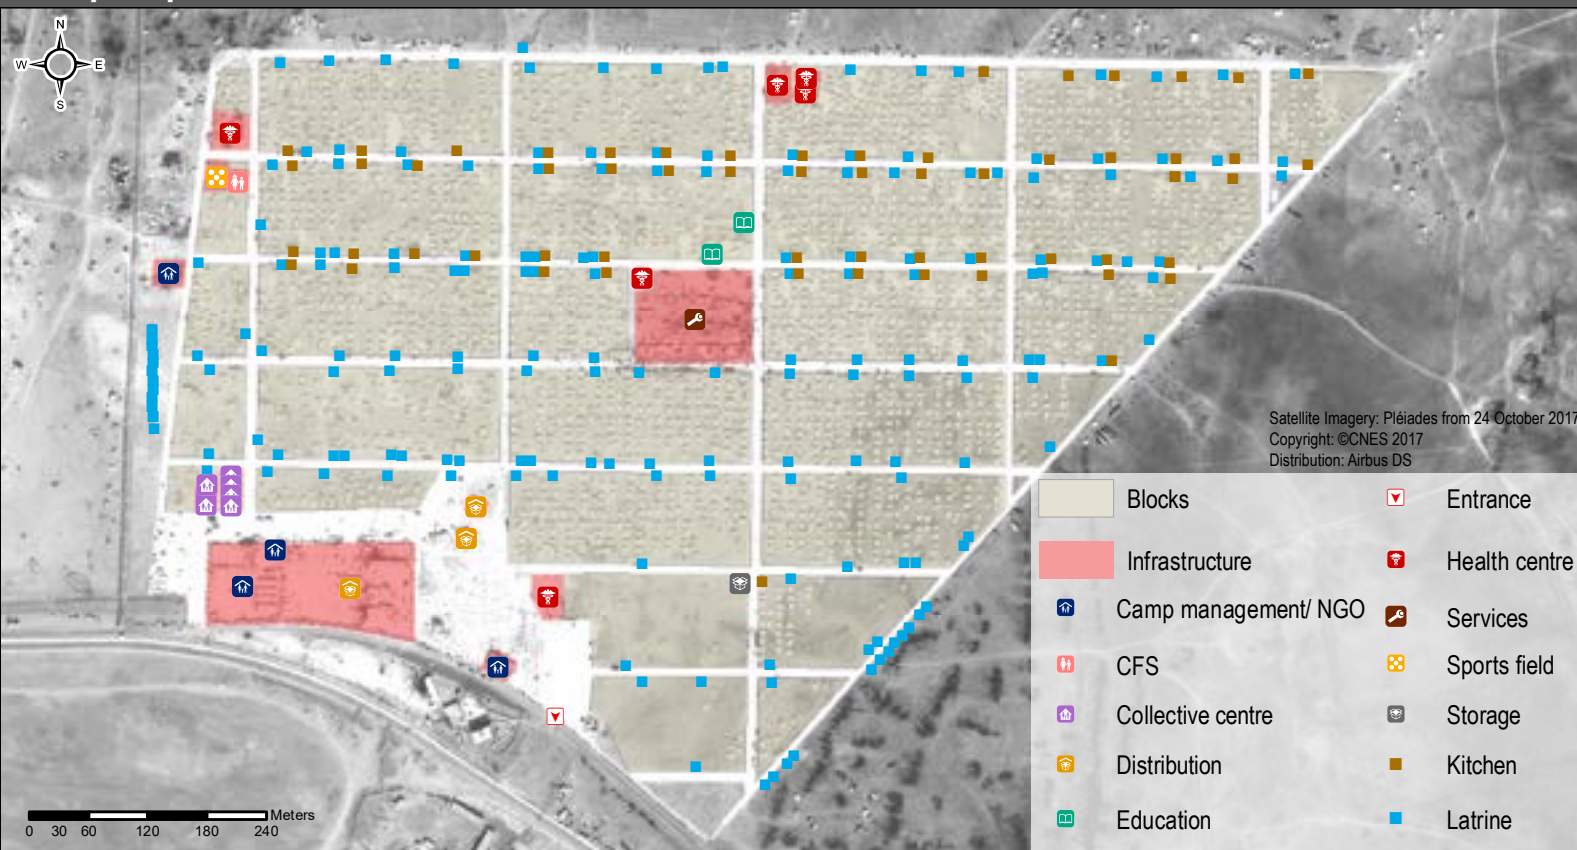 N
W E
S
Satellite Imagery: Pléiades from 24 October 2017
Copyright: ©CNES 2017
Distribution: Airbus DS
Blocks Entrance
Infrastructure Health centre
Camp management/ NGO Services
CFS Sports field
Collective centre Storage
Distribution Kitchen
Education Latrine
Meters
0 30 60 120 180 240